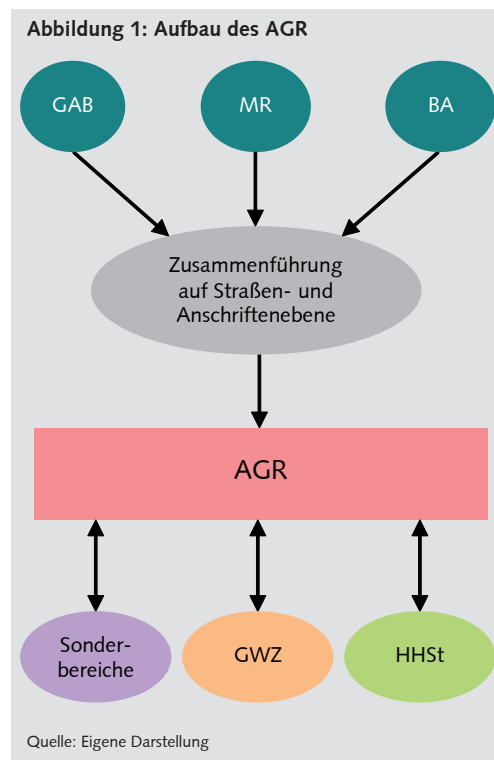 Abbildung 1: Aufbau des AGR
GAB
MR
BA
Zusammenführung
auf Straßen- und
Anschriftenebene
AGR
Sonder-
bereiche
GWZ
HHSt
Quelle: Eigene Darstellung